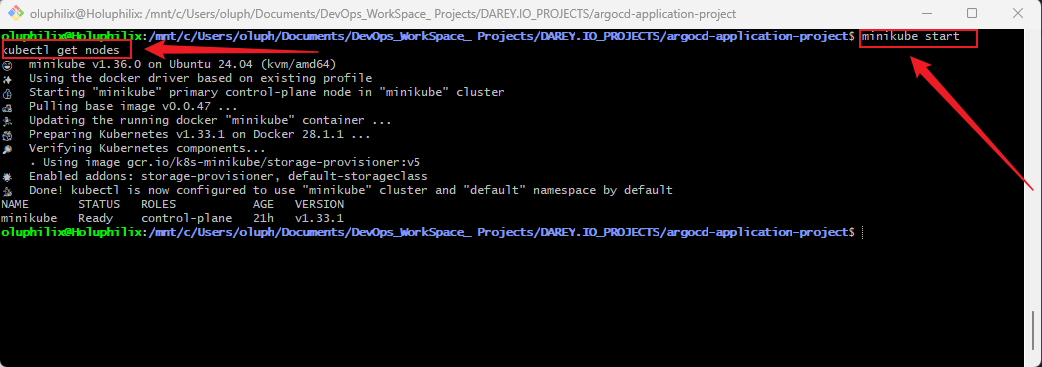 oluphilix@Holuphilix: /mnt/c/Users/oluph/Documents/DevOps_WorkSpace_ Projects/DAREY.IO_PROJECTS/argocd-application-project
oluphilix@Holuphilix:/mnt/c/Users/oluph/Documents/DevOps_WorkSpace_ Projects/DAREY.IO_PROJECTS/argocd-application-project$ minikube start
kubectl get nodes
minikube v1.36.0 on Ubuntu 24.04 (kvm/amd64)
Using the docker driver based on existing profile
Starting "minikube" primary control-plane node in "minikube" cluster
Pulling base image v0.0.47 ...
Updating the running docker "minikube" container ...
Preparing Kubernetes v1.33.1 on Docker 28.1.1 ...
Verifying Kubernetes components...
▪ Using image gcr.io/k8s-minikube/storage-provisioner:v5
Enabled addons: storage-provisioner, default-storageclass
Done! kubectl is now configured to use "minikube" cluster and "default" namespace by default
NAME STATUS ROLES AGE VERSION
minikube Ready control-plane 21h v1.33.1
oluphilix@Holuphilix:/mnt/c/Users/oluph/Documents/DevOps_WorkSpace_ Projects/DAREY.IO_PROJECTS/argocd-application-project$